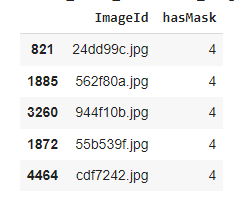 ImageId hasMask
821 24dd99c.jpg 4
1885 562f80a.jpg 4
3260 944f10b.jpg 4
1872 55b539f.jpg 4
4464 cdf7242.jpg 4